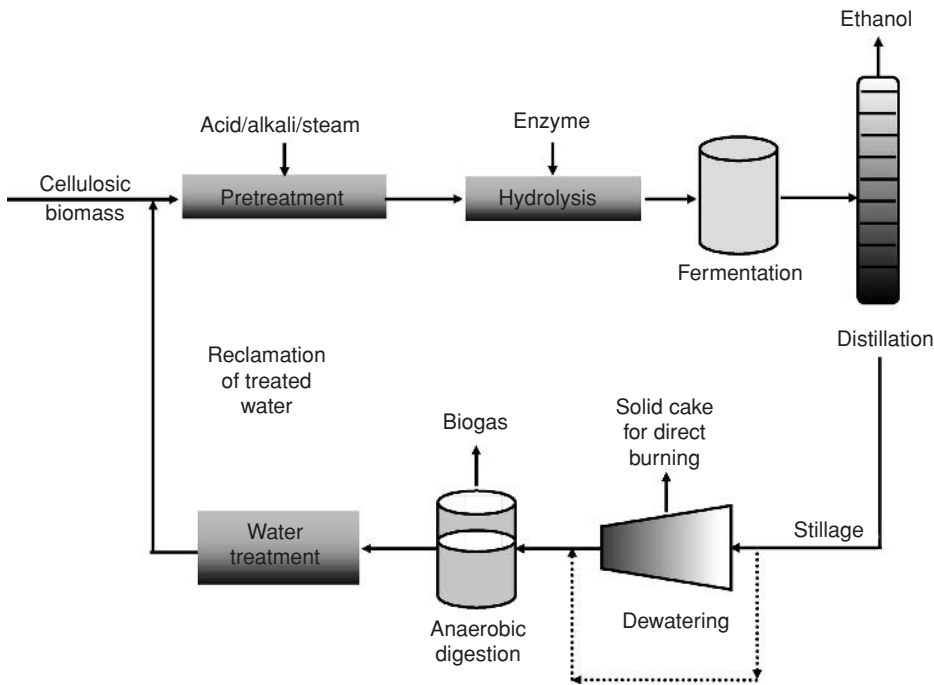 Ethanol
Acid/alkali/steam
Enzyme
Cellulosic
biomass
Pretreatment
Hydrolysis
Fermentation
Distillation
Reclamation
of treated
water
Biogas
Solid cake
for direct
burning
Water
treatment
Stillage
Anaerobic
digestion
Dewatering